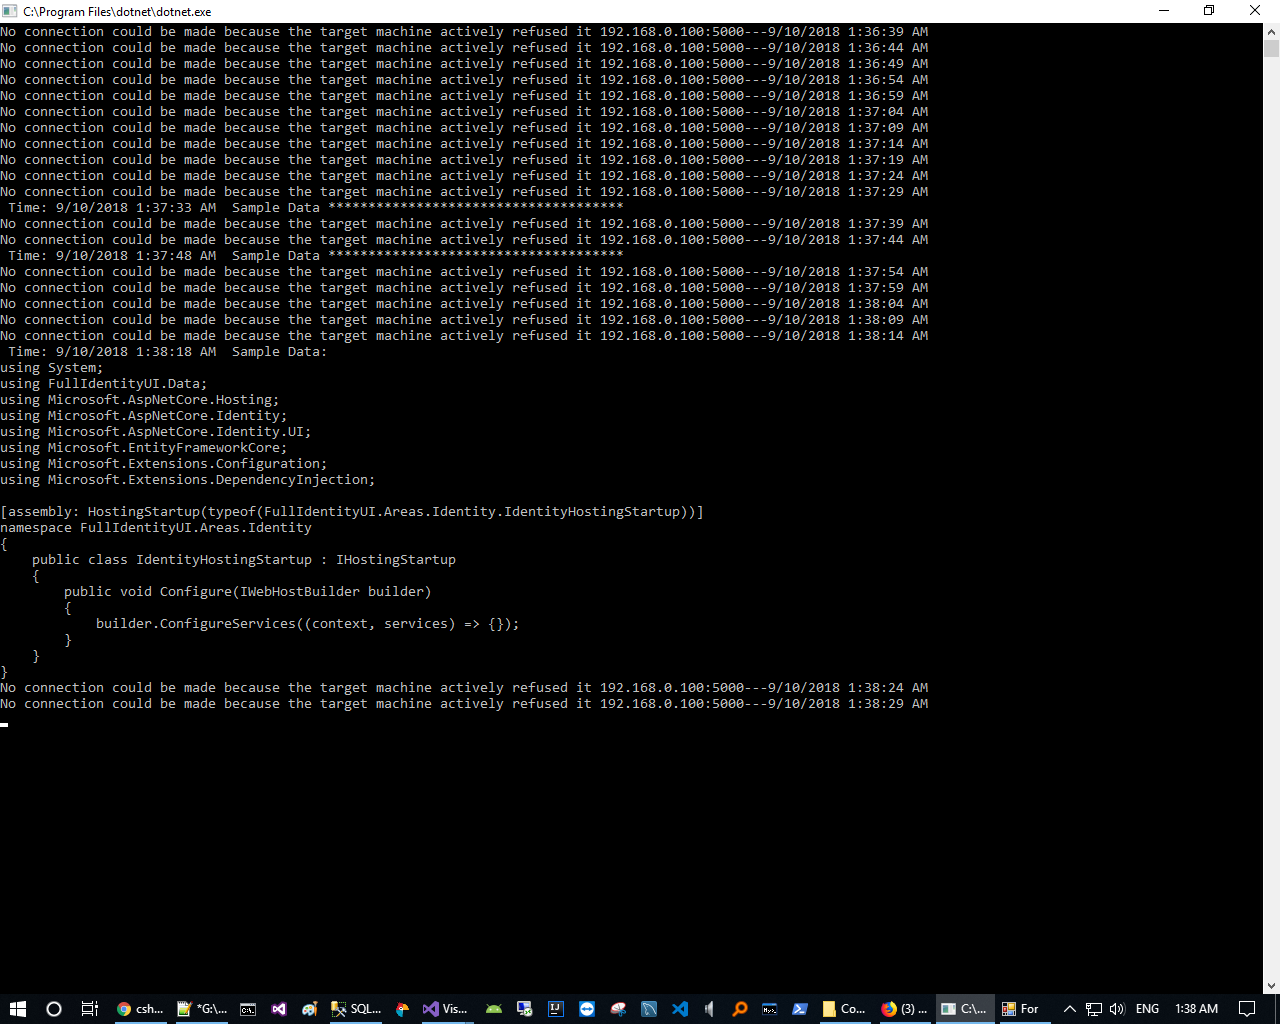 C:\Program Files\dotnet\dotnet.exe
No connection could be made because the target machine actively refused it 192.168.0.100:5000---9/10/2018 1:36:39 AM
No connection could be made because the target machine actively refused it 192.168.0.100:5000---9/10/2018 1:36:44 AM
No connection could be made because the target machine actively refused it 192.168.0.100:5000---9/10/2018 1:36:49 AM
No connection could be made because the target machine actively refused it 192.168.0.100:5000---9/10/2018 1:36:54 AM
No connection could be made because the target machine actively refused it 192.168.0.100:5000---9/10/2018 1:36:59 AM
No connection could be made because the target machine actively refused it 192.168.0.100:5000---9/10/2018 1:37:04 AM
No connection could be made because the target machine actively refused it 192.168.0.100:5000---9/10/2018 1:37:09 AM
No connection could be made because the target machine actively refused it 192.168.0.100:5000---9/10/2018 1:37:14 AM
No connection could be made because the target machine actively refused it 192.168.0.100:5000---9/10/2018 1:37:19 AM
No connection could be made because the target machine actively refused it 192.168.0.100:5000---9/10/2018 1:37:24 AM
No connection could be made because the target machine actively refused it 192.168.0.100:5000---9/10/2018 1:37:29 AM
 Time: 9/10/2018 1:37:33 AM  Sample Data *************************************
No connection could be made because the target machine actively refused it 192.168.0.100:5000---9/10/2018 1:37:39 AM
No connection could be made because the target machine actively refused it 192.168.0.100:5000---9/10/2018 1:37:44 AM
 Time: 9/10/2018 1:37:48 AM  Sample Data *************************************
No connection could be made because the target machine actively refused it 192.168.0.100:5000---9/10/2018 1:37:54 AM
No connection could be made because the target machine actively refused it 192.168.0.100:5000---9/10/2018 1:37:59 AM
No connection could be made because the target machine actively refused it 192.168.0.100:5000---9/10/2018 1:38:04 AM
No connection could be made because the target machine actively refused it 192.168.0.100:5000---9/10/2018 1:38:09 AM
No connection could be made because the target machine actively refused it 192.168.0.100:5000---9/10/2018 1:38:14 AM
 Time: 9/10/2018 1:38:18 AM  Sample Data:
using System;
using FullIdentityUI.Data;
using Microsoft.AspNetCore.Hosting;
using Microsoft.AspNetCore.Identity;
using Microsoft.AspNetCore.Identity.UI;
using Microsoft.EntityFrameworkCore;
using Microsoft.Extensions.Configuration;
using Microsoft.Extensions.DependencyInjection;

[assembly: HostingStartup(typeof(FullIdentityUI.Areas.Identity.IdentityHostingStartup))]
namespace FullIdentityUI.Areas.Identity
{
    public class IdentityHostingStartup : IHostingStartup
    {
        public void Configure(IWebHostBuilder builder)
        {
            builder.ConfigureServices((context, services) => {});
        }
    }
}
No connection could be made because the target machine actively refused it 192.168.0.100:5000---9/10/2018 1:38:24 AM
No connection could be made because the target machine actively refused it 192.168.0.100:5000---9/10/2018 1:38:29 AM
csh... *G:\... SQL... Vis... Co... (3) ... C:\... For ENG 1:38 AM